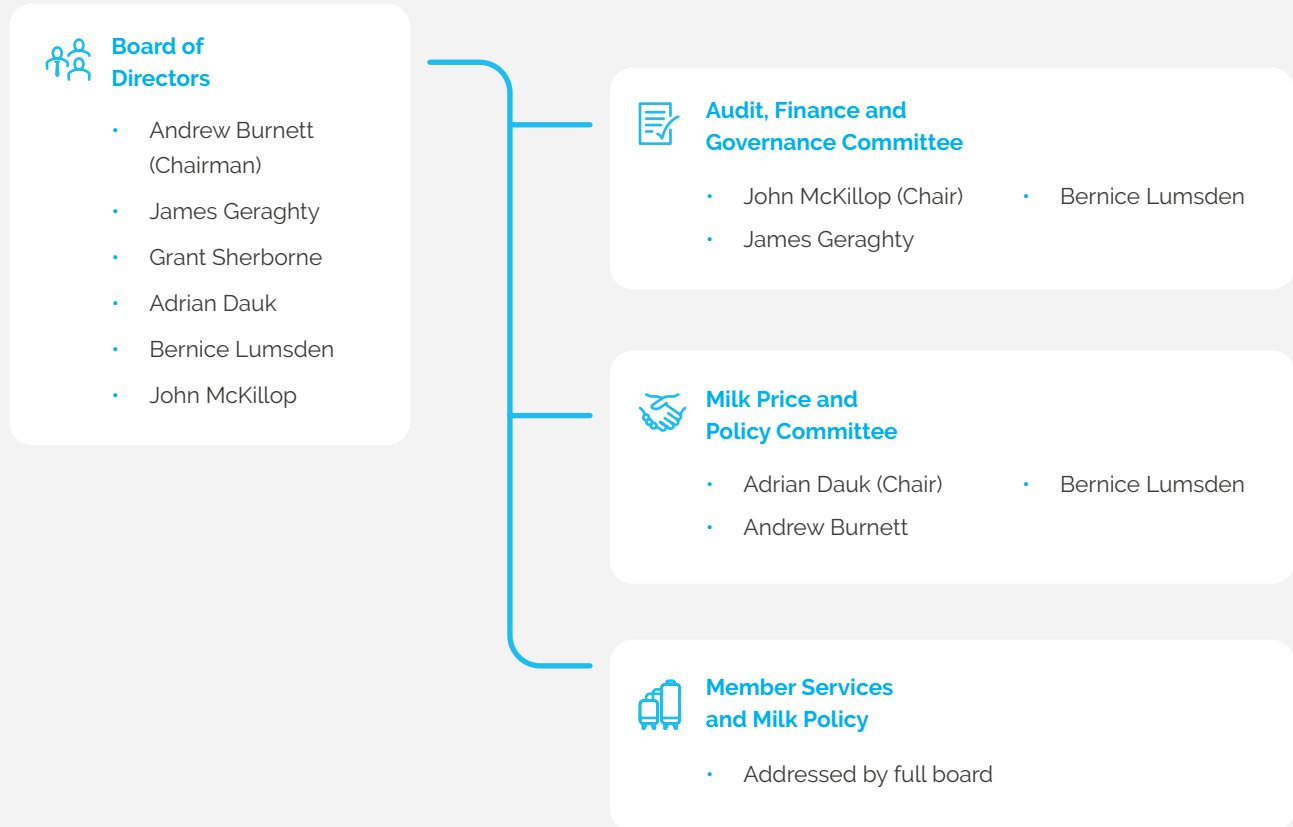 Board of
Directors
• Andrew Burnett
(Chairman)
• James Geraghty
• Grant Sherborne
• Adrian Dauk
• Bernice Lumsden
• John McKillop
Audit, Finance and
Governance Committee
• John McKillop (Chair)
• James Geraghty
• Bernice Lumsden
Milk Price and
Policy Committee
• Adrian Dauk (Chair)
• Andrew Burnett
• Bernice Lumsden
Member Services
and Milk Policy
• Addressed by full board